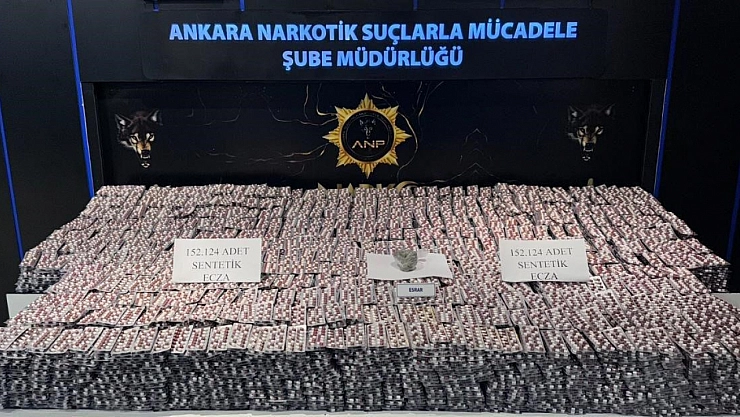 ANKARA NARKOTİK SUÇLARLA MÜCADELE
ŞUBE MÜDÜRLÜĞÜ
ANP
152.124 ADET
SENTETİK
ECZA
ESRAR
152.124 ADET
SENTETİK
ECZA